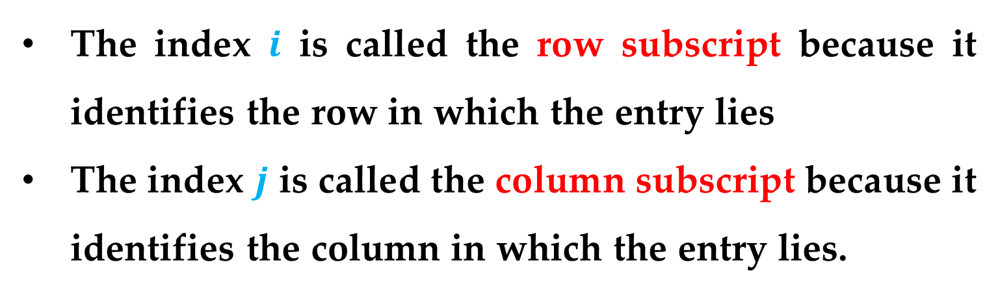 • The index i is called the row subscript because it
identifies the row in which the entry lies
• The index j is called the column subscript because it
identifies the column in which the entry lies.